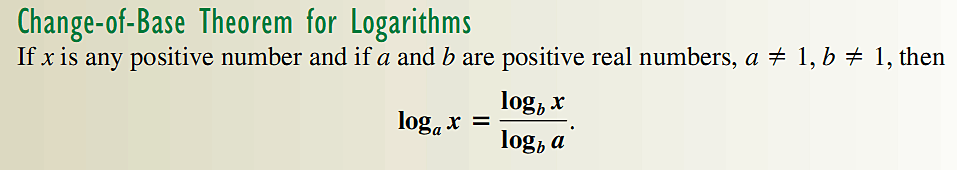 Change-of-Base Theorem for Logarithms
If x is any positive number and if a and b are positive real numbers, a ≠ 1, b ≠ 1, then
logₐ x = log_b x / log_b a.